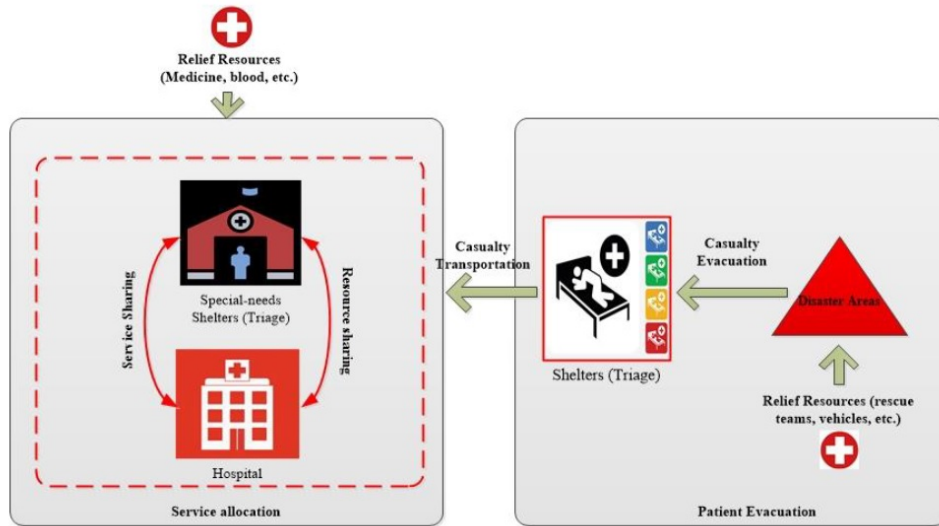 Relief Resources
(Medicine, blood, etc.)
Service Sharing
Special-needs
Shelters (Triage)
Resource sharing
Hospital
Service allocation
Casualty
Transportation
Shelters (Triage)
Casualty
Evacuation
Disaster Areas
Relief Resources (rescue
teams, vehicles, etc.)
Patient Evacuation